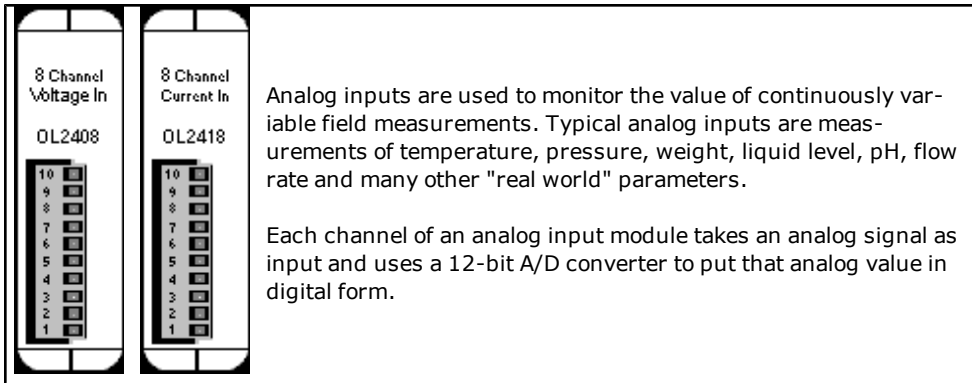 8 Channel
Voltage In
OL2408
10
9
8
7
6
5
4
3
2
1
8 Channel
Current In
OL2418
10
9
8
7
6
5
4
3
2
1
Analog inputs are used to monitor the value of continuously var-
iable field measurements. Typical analog inputs are meas-
urements of temperature, pressure, weight, liquid level, pH, flow
rate and many other "real world" parameters.
Each channel of an analog input module takes an analog signal as
input and uses a 12-bit A/D converter to put that analog value in
digital form.